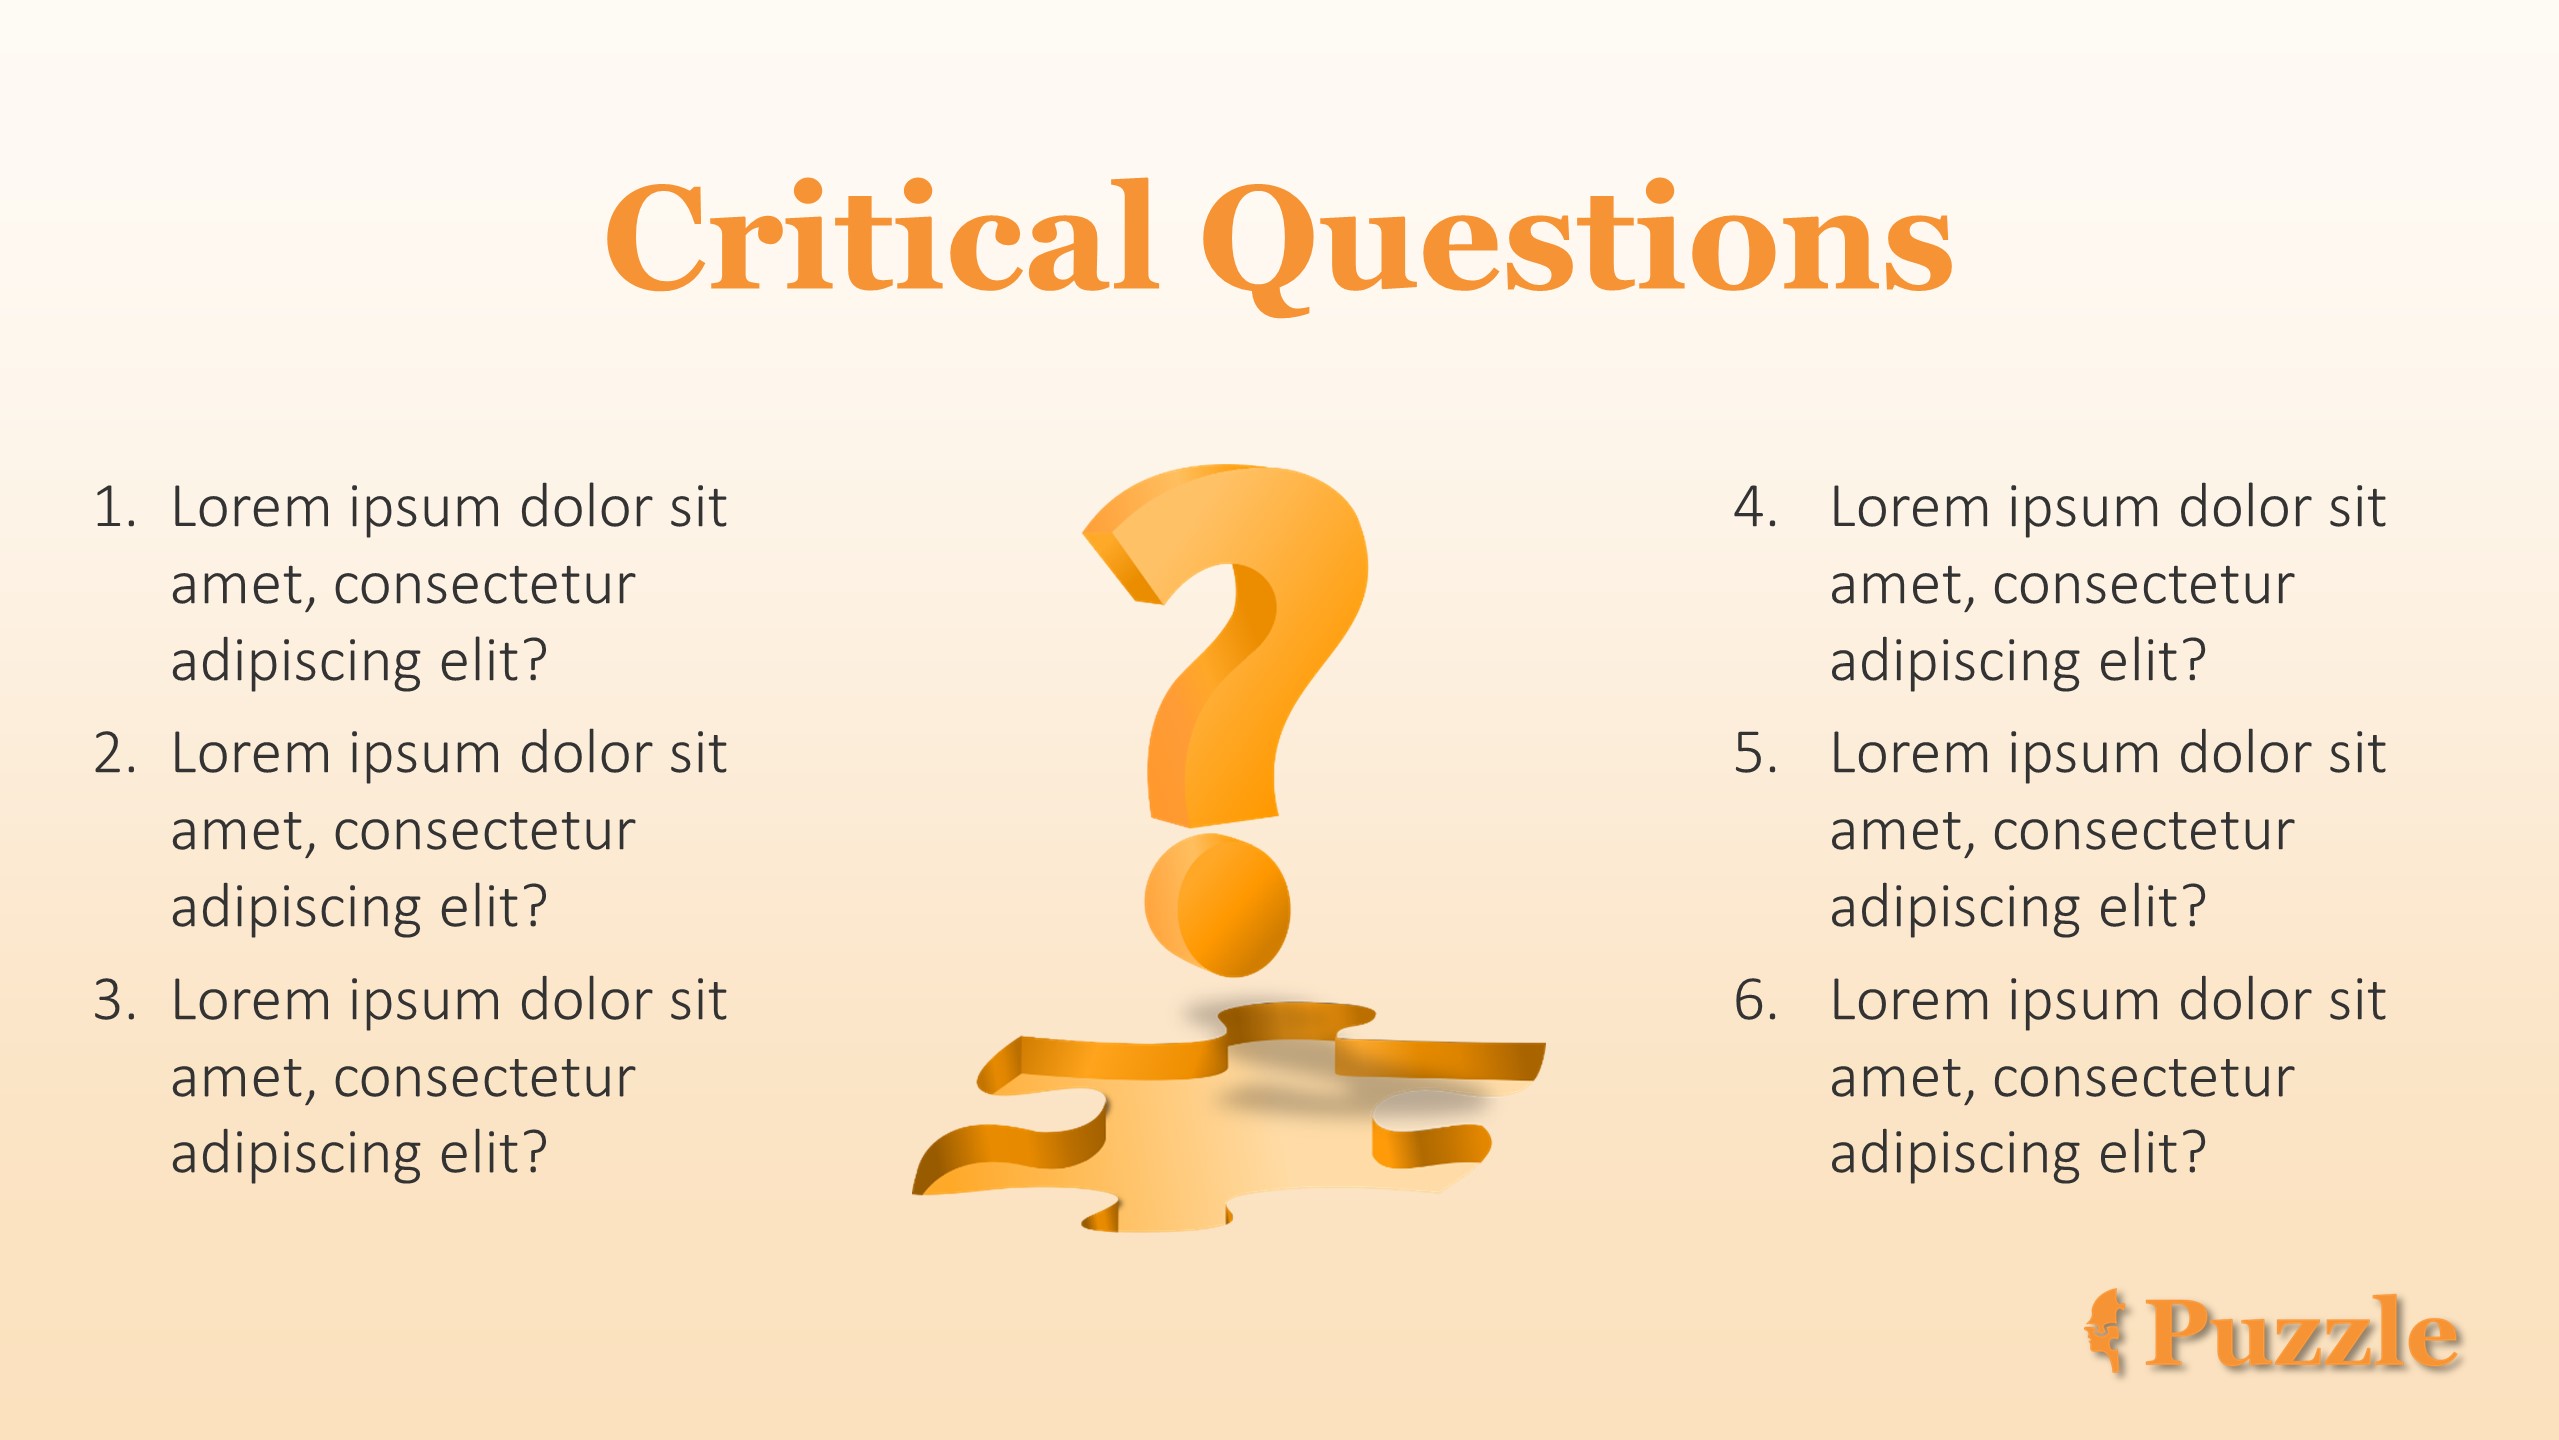 Critical Questions
1. Lorem ipsum dolor sit
amet, consectetur
adipiscing elit?
2. Lorem ipsum dolor sit
amet, consectetur
adipiscing elit?
3. Lorem ipsum dolor sit
amet, consectetur
adipiscing elit?
4. Lorem ipsum dolor sit
amet, consectetur
adipiscing elit?
5. Lorem ipsum dolor sit
amet, consectetur
adipiscing elit?
6. Lorem ipsum dolor sit
amet, consectetur
adipiscing elit?
Puzzle